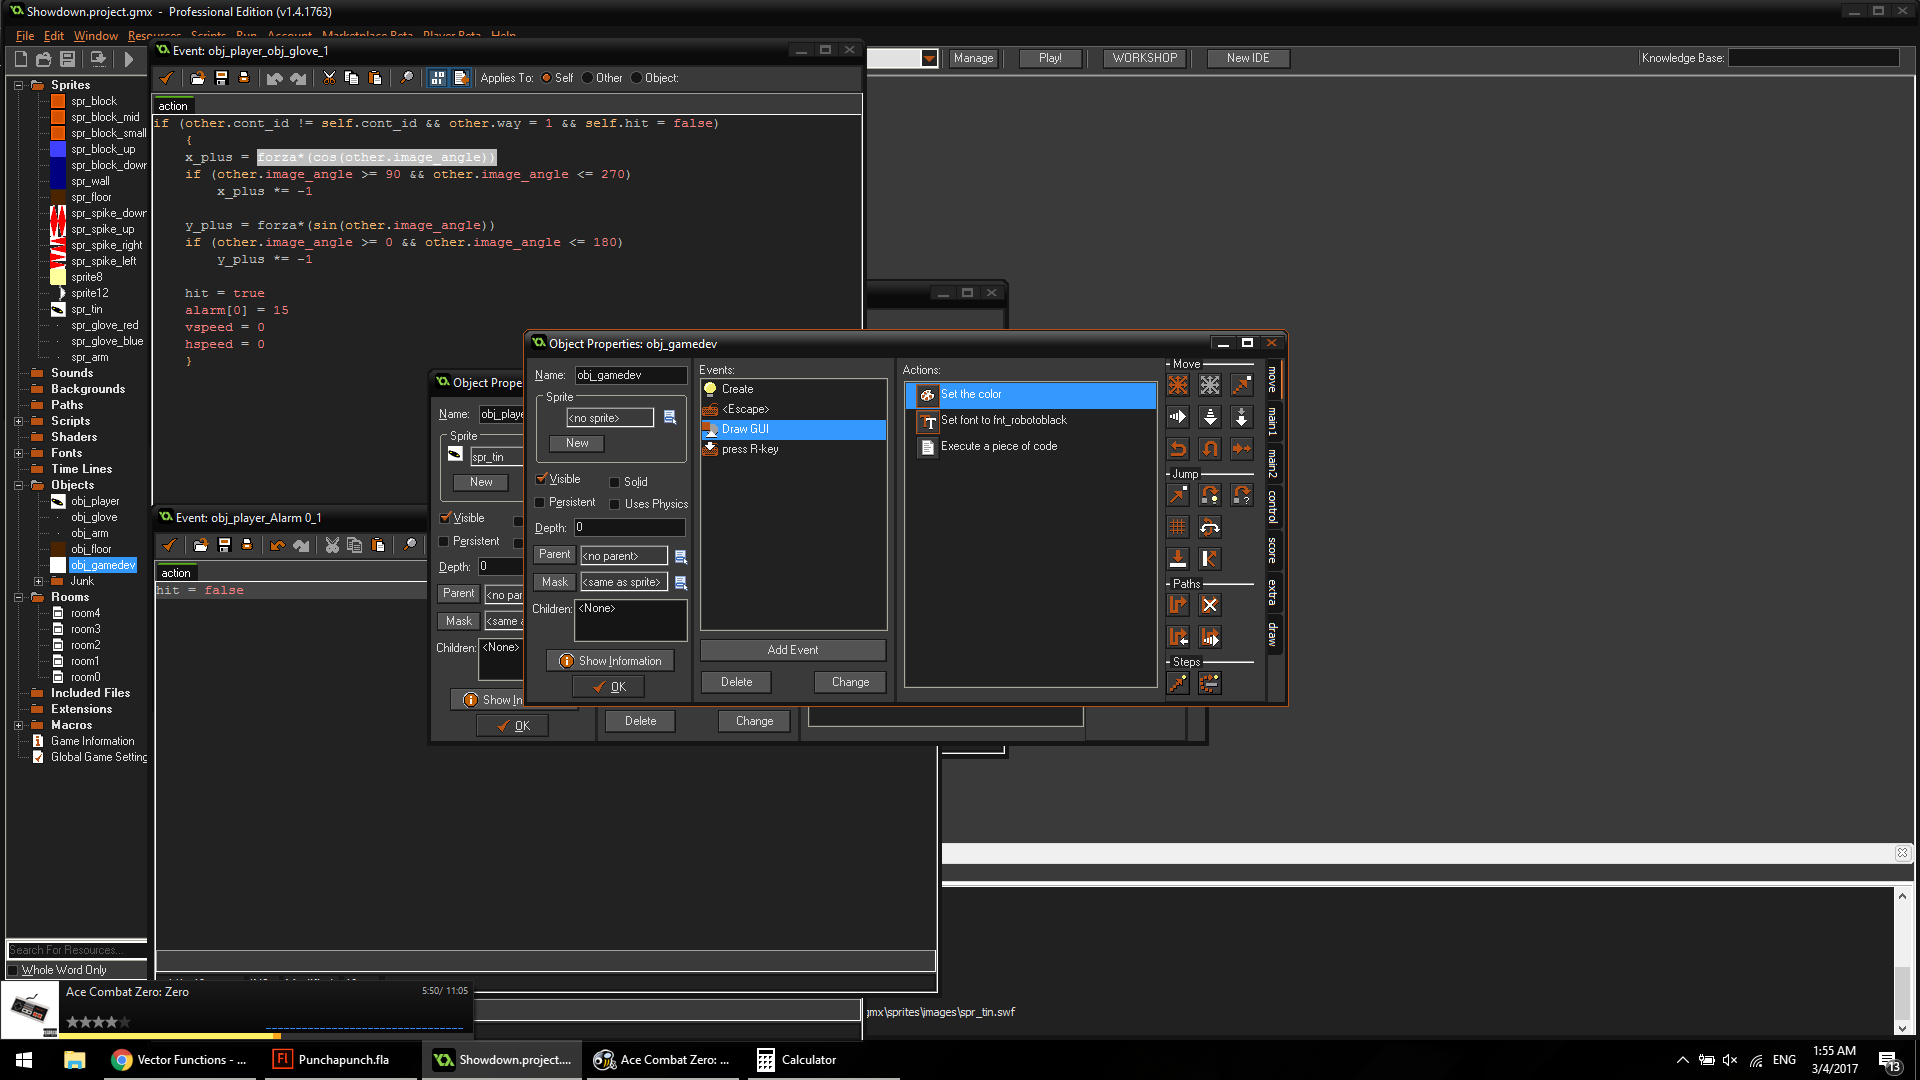 Showdown.project.gmx - Professional Edition (v1.4.1763)
File Edit Window Resources Scripts Run Account Marketplace Beta Player Beta Help
Manage
Play!
WORKSHOP
New IDE
Knowledge Base:
Sprites
spr_block
spr_block_mid
spr_block_small
spr_block_up
spr_block_down
spr_wall
spr_floor
spr_spike_down
spr_spike_up
spr_spike_right
spr_spike_left
sprite8
sprite12
spr_tin
spr_glove_red
spr_glove_blue
spr_arm
Sounds
Backgrounds
Paths
Scripts
Shaders
Fonts
Time Lines
Objects
obj_player
obj_glove
obj_arm
obj_floor
obj_gamedev
Junk
Rooms
room4
room3
room2
room1
room0
Included Files
Extensions
Macros
Game Information
Global Game Setting
Search For Resources...
Whole Word Only
Event: obj_player_obj_glove_1
Applies To: Self Other Object:
action
if (other.cont_id != self.cont_id && other.way = 1 && self.hit = false)
{
x_plus = forza*(cos(other.image_angle))
if (other.image_angle >= 90 && other.image_angle <= 270)
x_plus *= -1
y_plus = forza*(sin(other.image_angle))
if (other.image_angle >= 0 && other.image_angle <= 180)
y_plus *= -1
hit = true
alarm[0] = 15
vspeed = 0
hspeed = 0
}
Event: obj_player_Alarm 0_1
action
hit = false
Object Proper
Name: obj_playe
Sprite
spr_tin
New
Visible
Persistent
Depth: 0
Parent <no par
Mask <same a
Children: <None>
Show In
OK
Delete
Change
Object Properties: obj_gamedev
Name: obj_gamedev
Sprite
<no sprite>
New
Visible
Solid
Persistent
Uses Physics
Depth: 0
Parent <no parent>
Mask <same as sprite>
Children: <None>
Show Information
OK
Events:
Create
<Escape>
Draw GUI
press R-key
Add Event
Delete
Change
Actions:
Set the color
Set font to fnt_robotoblack
Execute a piece of code
Move
Jump
Paths
Steps
move
main1
main2
control
score
extra
draw
gmx\sprites\images\spr_tin.swf
Ace Combat Zero: Zero
5:50/ 11:05
Vector Functions - ...
Punchapunch.fla
Showdown.project....
Ace Combat Zero: ...
Calculator
ENG
1:55 AM
3/4/2017
13